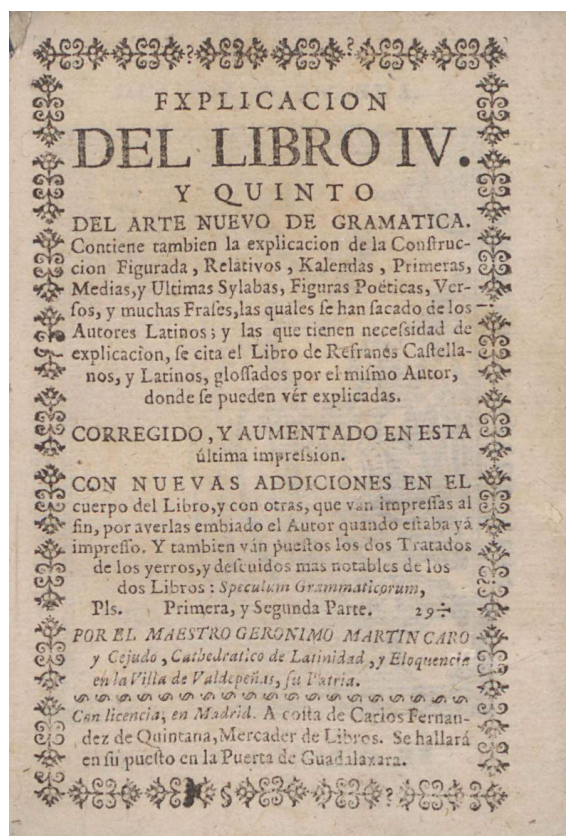 FXPLICACION
DEL LIBRO IV.
Y QUINTO
DEL ARTE NUEVO DE GRAMATICA.
Contiene tambien la explicacion de la Construc-
cion Figurada, Relativos, Kalendas, Primeras,
Medias, y Ultimas Sylabas, Figuras Poéticas, Ver-
sos, y muchas Frases, las quales se han sacado de los
Autores Latinos; y las que tienen necessidad de
explicacion, se cita el Libro de Refranes Castella-
nos, y Latinos, glossados por el mismo Autor,
donde se pueden vér explicadas.
CORREGIDO, Y AUMENTADO EN ESTA
última impression.
CON NUEVAS ADDICIONES EN EL
cuerpo del Libro, y con otras, que ván impressas al
fin, por averlas embiado el Autor quando estaba yá
impresso. Y tambien ván puestos los dos Tratados
de los yerros, y descuidos mas notables de los
dos Libros: Speculum Grammaticorum,
Pls. Primera, y Segunda Parte. 29÷
POR EL MAESTRO GERONIMO MARTIN CARO
y Cejudo, Cathedratico de Latinidad, y Eloquencia
en la Villa de Valdepeñas, su Patria.
Con licencia, en Madrid. A costa de Carlos Fernan-
dez de Quintana, Mercader de Libros. Se hallará
en su puesto en la Puerta de Guadalaxara.